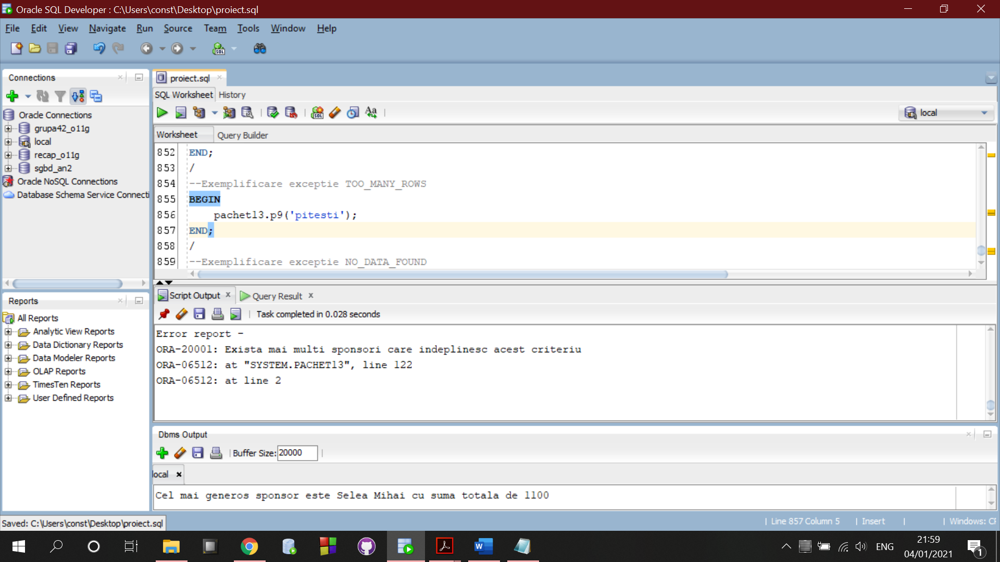 Oracle SQL Developer : C:\Users\const\Desktop\proiect.sql
File Edit View Navigate Run Source Team Tools Window Help
Connections
Oracle Connections
grupa42_o11g
local
recap_o11g
sgbd_an2
Oracle NoSQL Connections
Database Schema Service Connecti
Reports
All Reports
Analytic View Reports
Data Dictionary Reports
Data Modeler Reports
OLAP Reports
TimesTen Reports
User Defined Reports
proiect.sql
SQL Worksheet History
local
Worksheet Query Builder
852 END;
853 /
854 --Exemplificare exceptie TOO_MANY_ROWS
855 BEGIN
856 pachet13.p9('pitesti');
857 END;
858 /
859 --Exemplificare exceptie NO_DATA_FOUND
Script Output Query Result
Task completed in 0.028 seconds
Error report -
ORA-20001: Exista mai multi sponsori care indeplinesc acest criteriu
ORA-06512: at "SYSTEM.PACHET13", line 122
ORA-06512: at line 2
Dbms Output
Buffer Size: 20000
local
Cel mai generos sponsor este Selea Mihai cu suma totala de 1100
Saved: C:\Users\const\Desktop\proiect.sql
Line 857 Column 5 Insert Windows: CR
ENG
21:59
04/01/2021
1